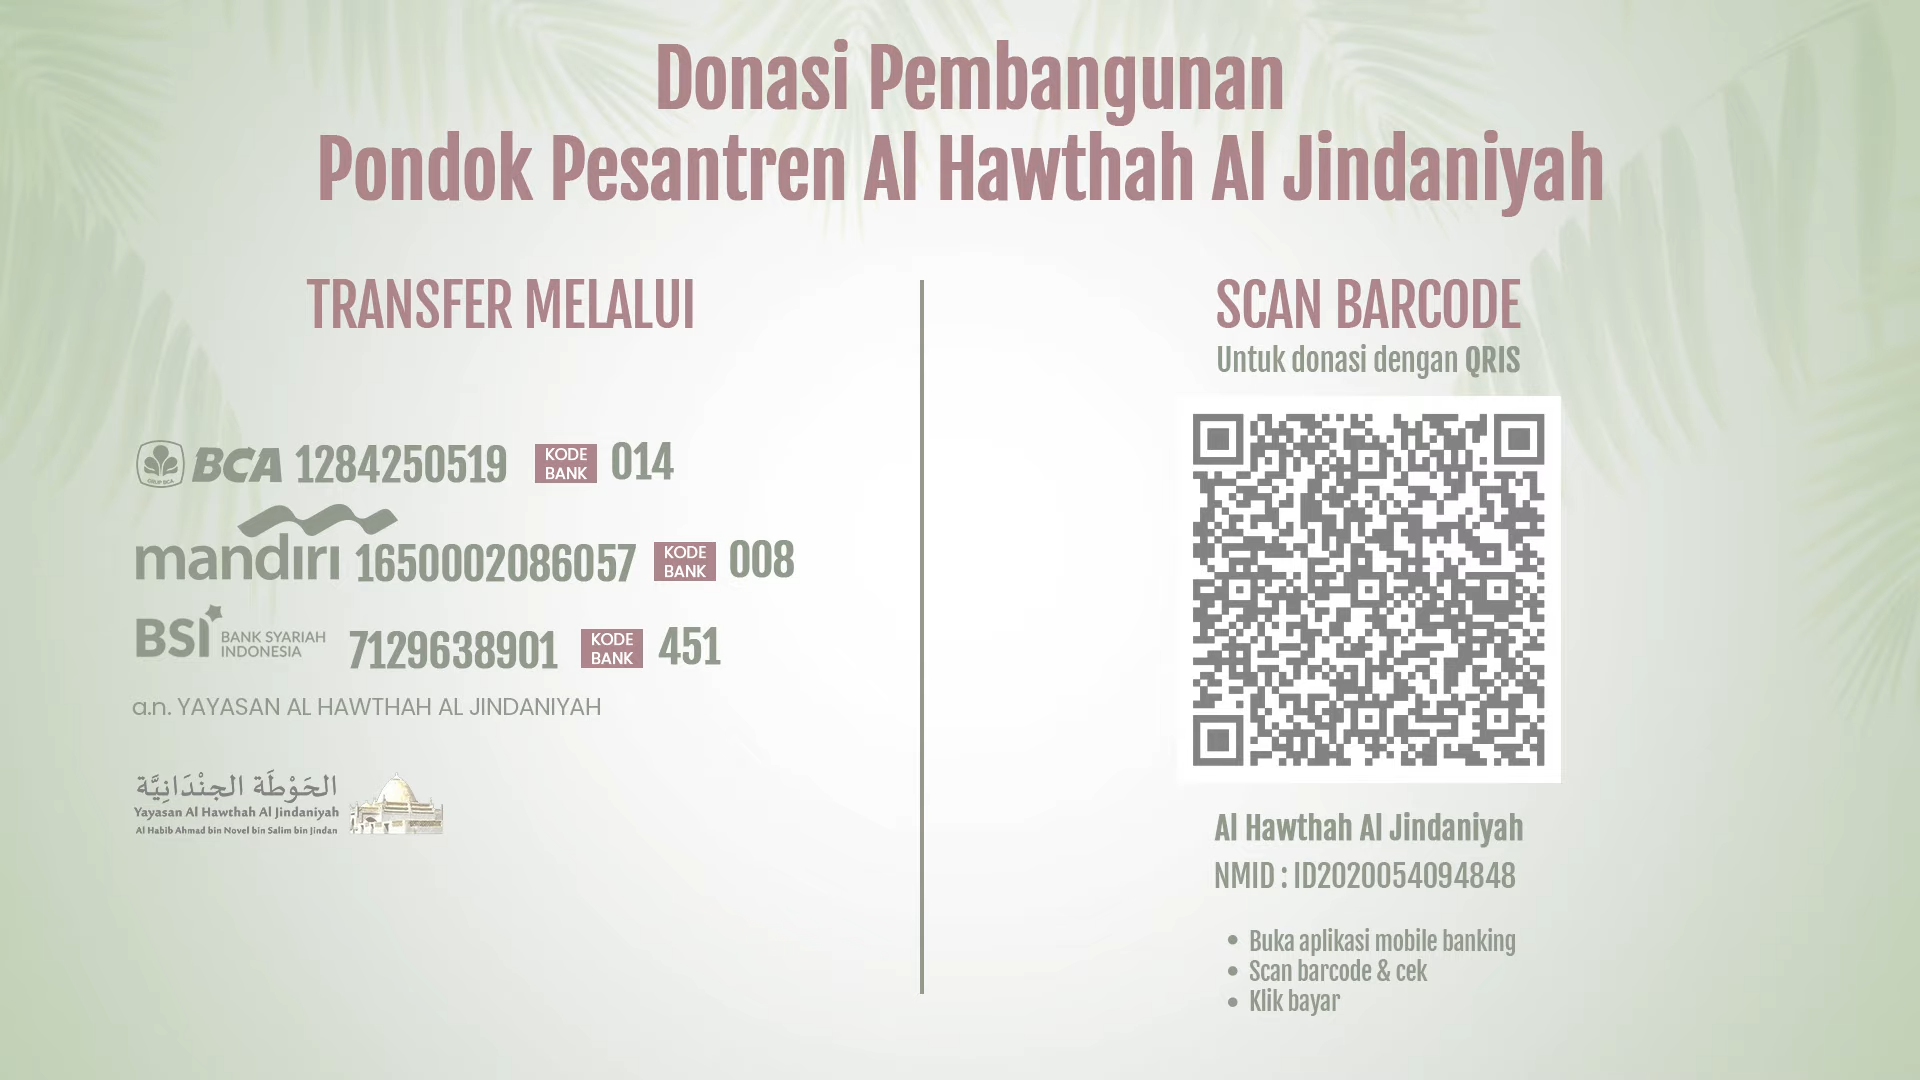 Donasi Pembangunan
Pondok Pesantren Al Hawthah Al Jindaniyah
TRANSFER MELALUI
BCA 1284250519 KODE BANK 014
mandiri 1650002086057 KODE BANK 008
BSI BANK SYARIAH INDONESIA 7129638901 KODE BANK 451
a.n. YAYASAN AL HAWTHAH AL JINDANIYAH
الحَوْطَة الجِنْدَانِيَّة
Yayasan Al Hawthah Al Jindaniyah
Al Habib Ahmad bin Novel bin Salim bin Jindan
SCAN BARCODE
Untuk donasi dengan QRIS
Al Hawthah Al Jindaniyah
NMID : ID2020054094848
• Buka aplikasi mobile banking
• Scan barcode & cek
• Klik bayar